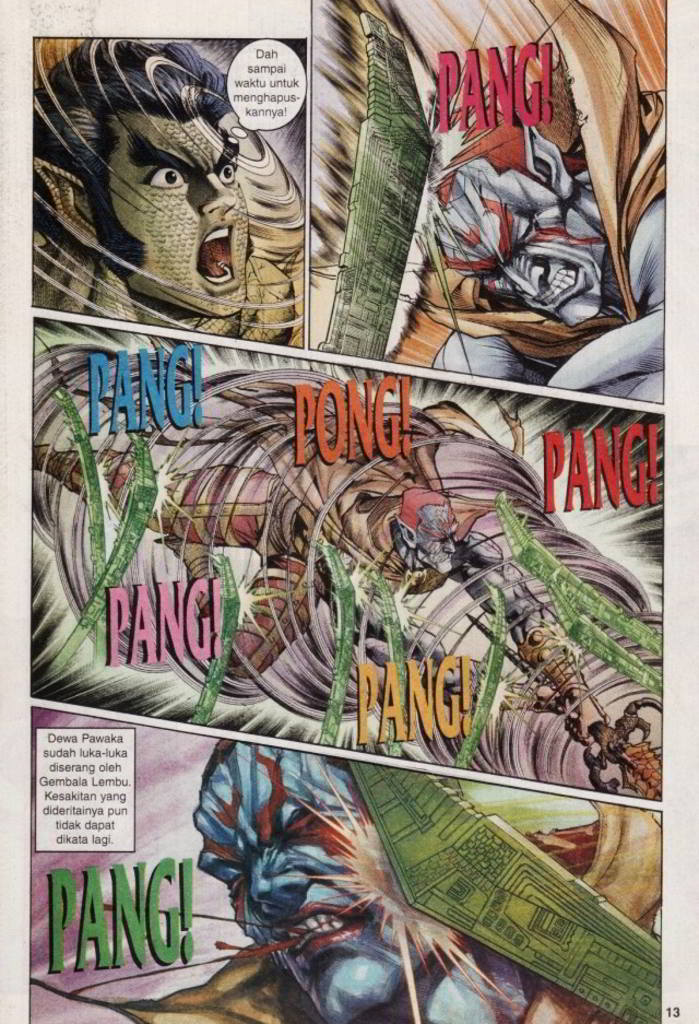 Dah
sampai
waktu untuk
menghapus-
kannya!
PANG!
PANG!
PONG!
PANG!
PANG!
PANG!
Dewa Pawaka
sudah luka-luka
diserang oleh
Gembala Lembu.
Kesakitan yang
dideritainya pun
tidak dapat
dikata lagi.
PANG!
13